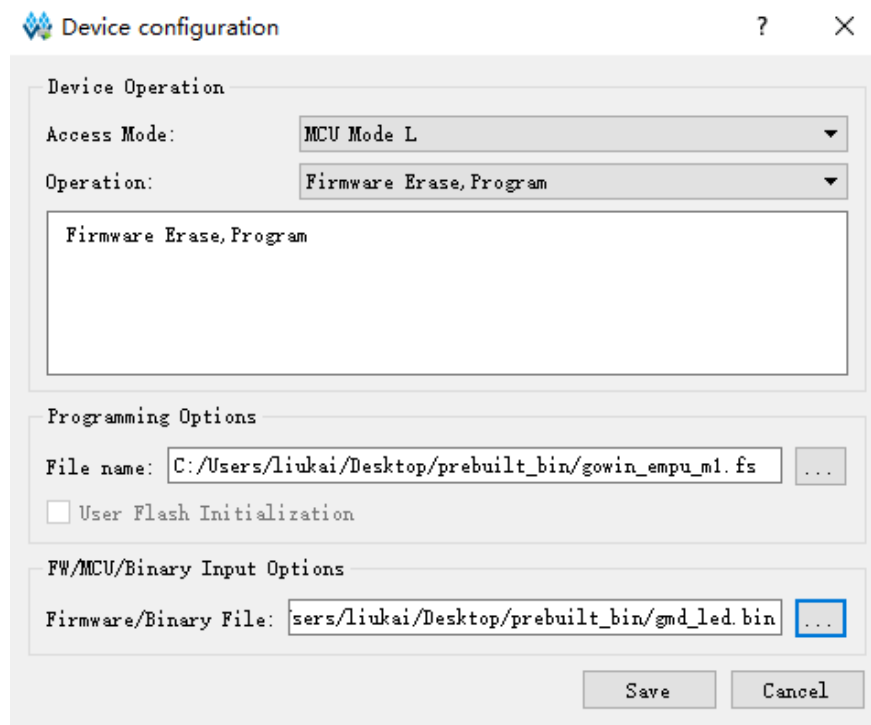 Device configuration ? ×
Device Operation
Access Mode: MCU Mode L
Operation: Firmware Erase,Program
Firmware Erase,Program
Programming Options
File name: C:/Users/liukai/Desktop/prebuilt_bin/gowin_empu_m1.fs ...
User Flash Initialization
FW/MCU/Binary Input Options
Firmware/Binary File: sers/liukai/Desktop/prebuilt_bin/gmd_led.bin ...
Save Cancel